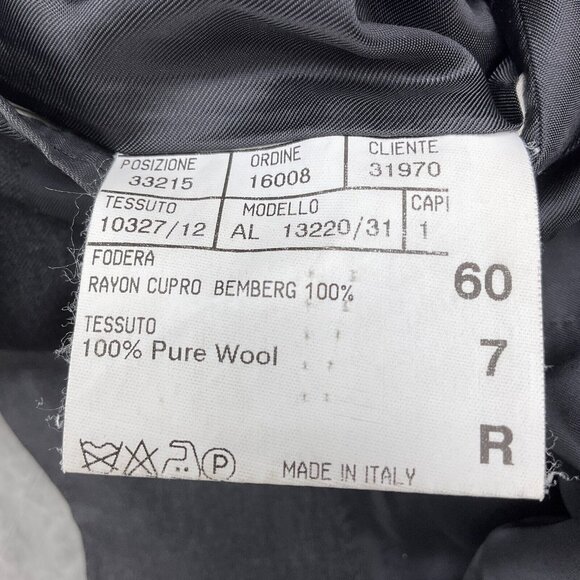 POSIZIONE ORDINE CLIENTE
33215 16008 31970
TESSUTO MODELLO CAPI
10327/12 AL 13220/31 1
FODERA
RAYON CUPRO BEMBERG 100% 60
TESSUTO
100% Pure Wool 7
R
P MADE IN ITALY